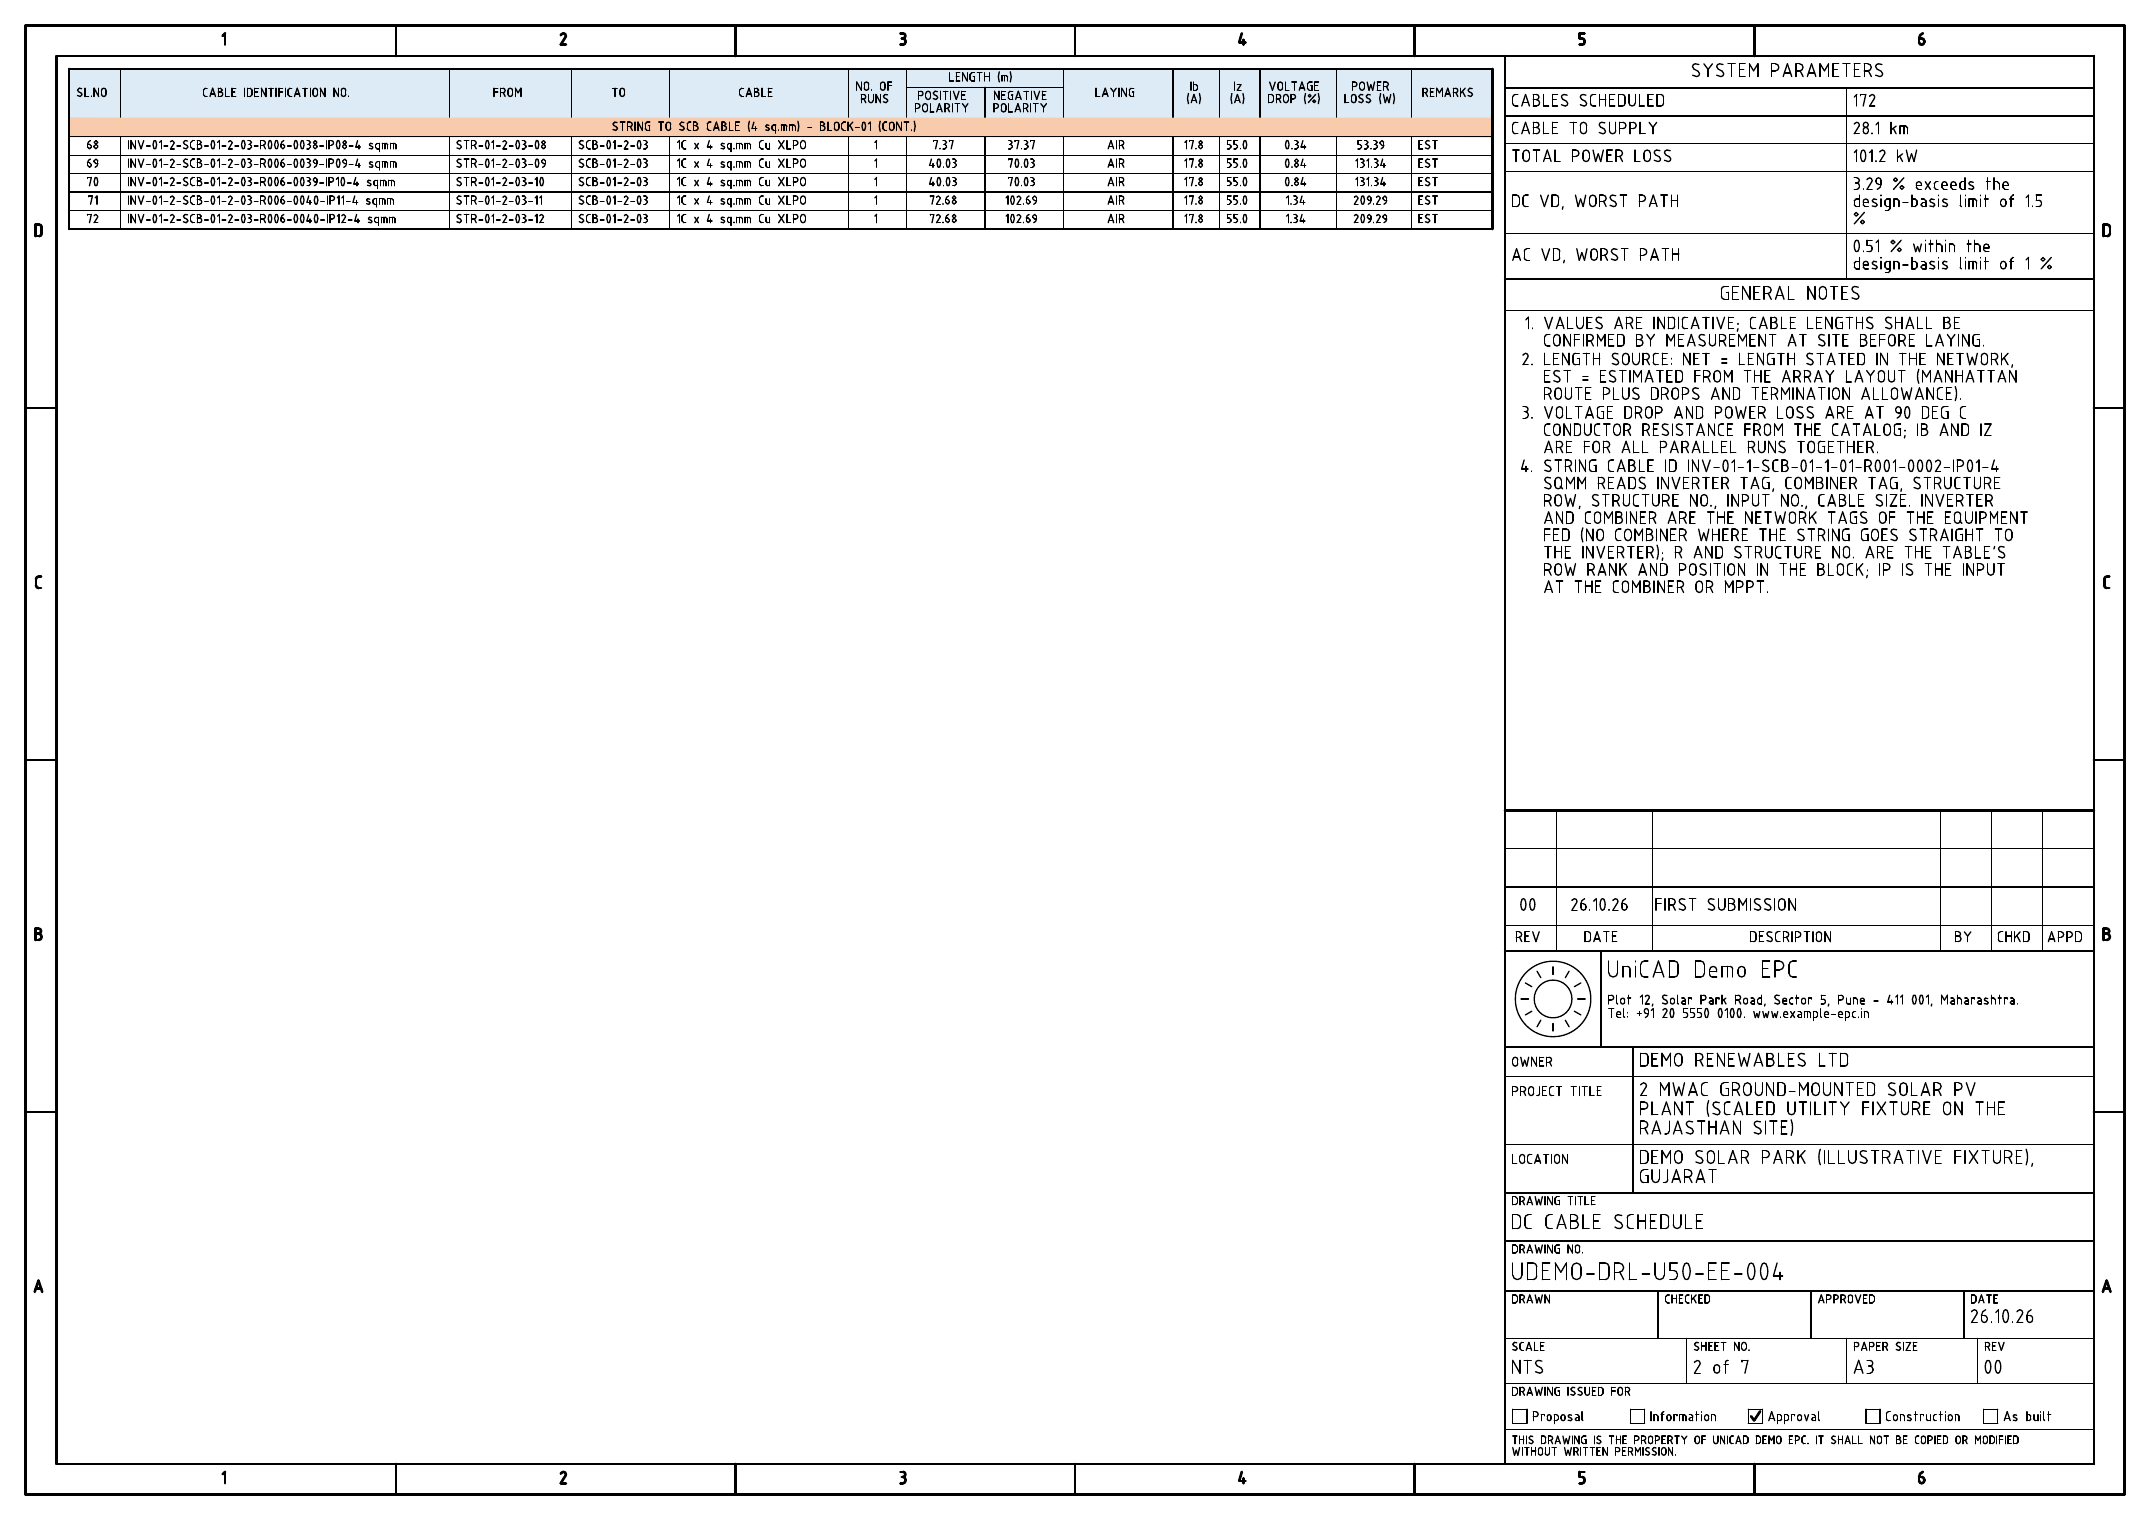 1 2 3 4 5 6
SL.NO CABLE IDENTIFICATION NO. FROM TO CABLE NO. OF RUNS LENGTH (m) POSITIVE POLARITY NEGATIVE POLARITY LAYING Ib (A) Iz (A) VOLTAGE DROP (%) POWER LOSS (W) REMARKS
STRING TO SCB CABLE (4 sq.mm) - BLOCK-01 (CONT.)
68 INV-01-2-SCB-01-2-03-R006-0038-IP08-4 sqmm STR-01-2-03-08 SCB-01-2-03 1C x 4 sq.mm Cu XLPO 1 7.37 37.37 AIR 17.8 55.0 0.34 53.39 EST
69 INV-01-2-SCB-01-2-03-R006-0039-IP09-4 sqmm STR-01-2-03-09 SCB-01-2-03 1C x 4 sq.mm Cu XLPO 1 40.03 70.03 AIR 17.8 55.0 0.84 131.34 EST
70 INV-01-2-SCB-01-2-03-R006-0039-IP10-4 sqmm STR-01-2-03-10 SCB-01-2-03 1C x 4 sq.mm Cu XLPO 1 40.03 70.03 AIR 17.8 55.0 0.84 131.34 EST
71 INV-01-2-SCB-01-2-03-R006-0040-IP11-4 sqmm STR-01-2-03-11 SCB-01-2-03 1C x 4 sq.mm Cu XLPO 1 72.68 102.69 AIR 17.8 55.0 1.34 209.29 EST
72 INV-01-2-SCB-01-2-03-R006-0040-IP12-4 sqmm STR-01-2-03-12 SCB-01-2-03 1C x 4 sq.mm Cu XLPO 1 72.68 102.69 AIR 17.8 55.0 1.34 209.29 EST
D D
C C
B B
A A
SYSTEM PARAMETERS
CABLES SCHEDULED 172
CABLE TO SUPPLY 28.1 km
TOTAL POWER LOSS 101.2 kW
DC VD, WORST PATH 3.29 % exceeds the
design-basis limit of 1.5
%
AC VD, WORST PATH 0.51 % within the
design-basis limit of 1 %
GENERAL NOTES
1. VALUES ARE INDICATIVE; CABLE LENGTHS SHALL BE
CONFIRMED BY MEASUREMENT AT SITE BEFORE LAYING.
2. LENGTH SOURCE: NET = LENGTH STATED IN THE NETWORK,
EST = ESTIMATED FROM THE ARRAY LAYOUT (MANHATTAN
ROUTE PLUS DROPS AND TERMINATION ALLOWANCE).
3. VOLTAGE DROP AND POWER LOSS ARE AT 90 DEG C
CONDUCTOR RESISTANCE FROM THE CATALOG; IB AND IZ
ARE FOR ALL PARALLEL RUNS TOGETHER.
4. STRING CABLE ID INV-01-1-SCB-01-1-01-R001-0002-IP01-4
SQMM READS INVERTER TAG, COMBINER TAG, STRUCTURE
ROW, STRUCTURE NO., INPUT NO., CABLE SIZE. INVERTER
AND COMBINER ARE THE NETWORK TAGS OF THE EQUIPMENT
FED (NO COMBINER WHERE THE STRING GOES STRAIGHT TO
THE INVERTER); R AND STRUCTURE NO. ARE THE TABLE'S
ROW RANK AND POSITION IN THE BLOCK; IP IS THE INPUT
AT THE COMBINER OR MPPT.
00 26.10.26 FIRST SUBMISSION
REV DATE DESCRIPTION BY CHKD APPD
UniCAD Demo EPC
Plot 12, Solar Park Road, Sector 5, Pune - 411 001, Maharashtra.
Tel: +91 20 5550 0100. www.example-epc.in
OWNER DEMO RENEWABLES LTD
PROJECT TITLE 2 MWAC GROUND-MOUNTED SOLAR PV
PLANT (SCALED UTILITY FIXTURE ON THE
RAJASTHAN SITE)
LOCATION DEMO SOLAR PARK (ILLUSTRATIVE FIXTURE),
GUJARAT
DRAWING TITLE
DC CABLE SCHEDULE
DRAWING NO.
UDEMO-DRL-U50-EE-004
DRAWN CHECKED APPROVED DATE
26.10.26
SCALE SHEET NO. PAPER SIZE REV
NTS 2 of 7 A3 00
DRAWING ISSUED FOR
Proposal Information Approval Construction As built
THIS DRAWING IS THE PROPERTY OF UNICAD DEMO EPC. IT SHALL NOT BE COPIED OR MODIFIED
WITHOUT WRITTEN PERMISSION.
1 2 3 4 5 6